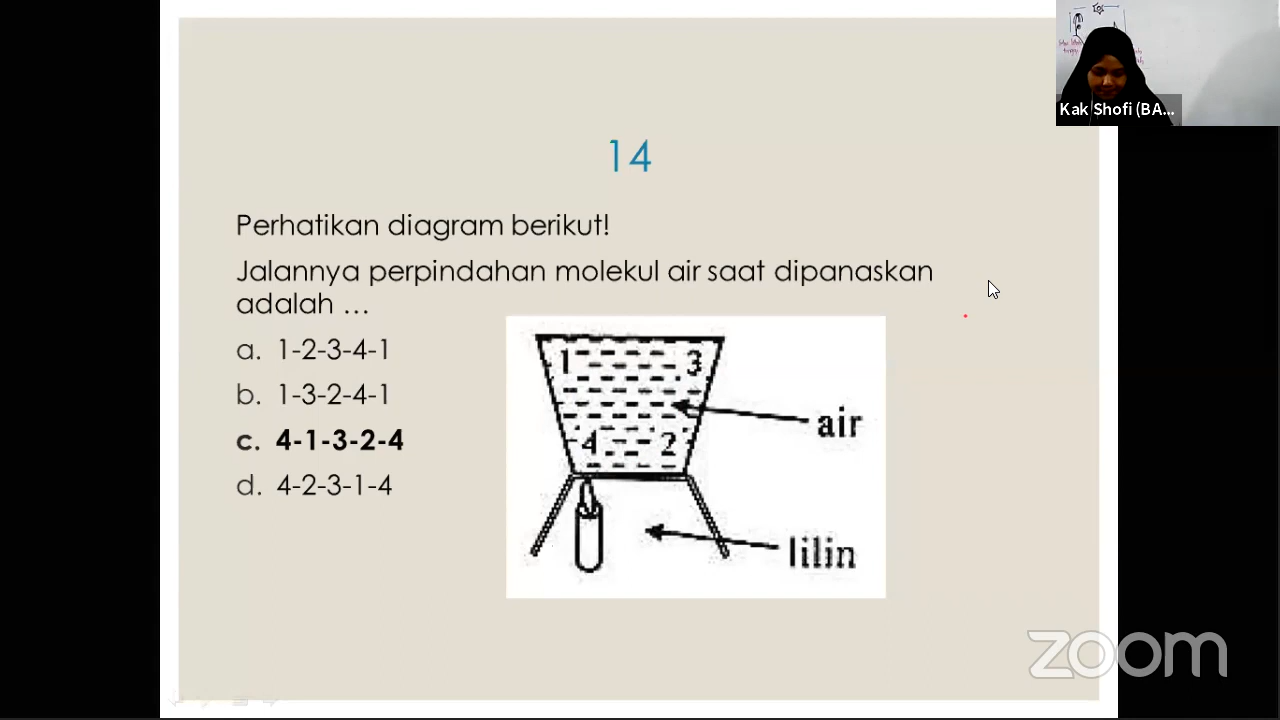 Kak Shofi (BA...
14
Perhatikan diagram berikut!
Jalannya perpindahan molekul air saat dipanaskan
adalah ...
a. 1-2-3-4-1
b. 1-3-2-4-1
c. 4-1-3-2-4
d. 4-2-3-1-4
1 3
air
4 2
lilin
zoom